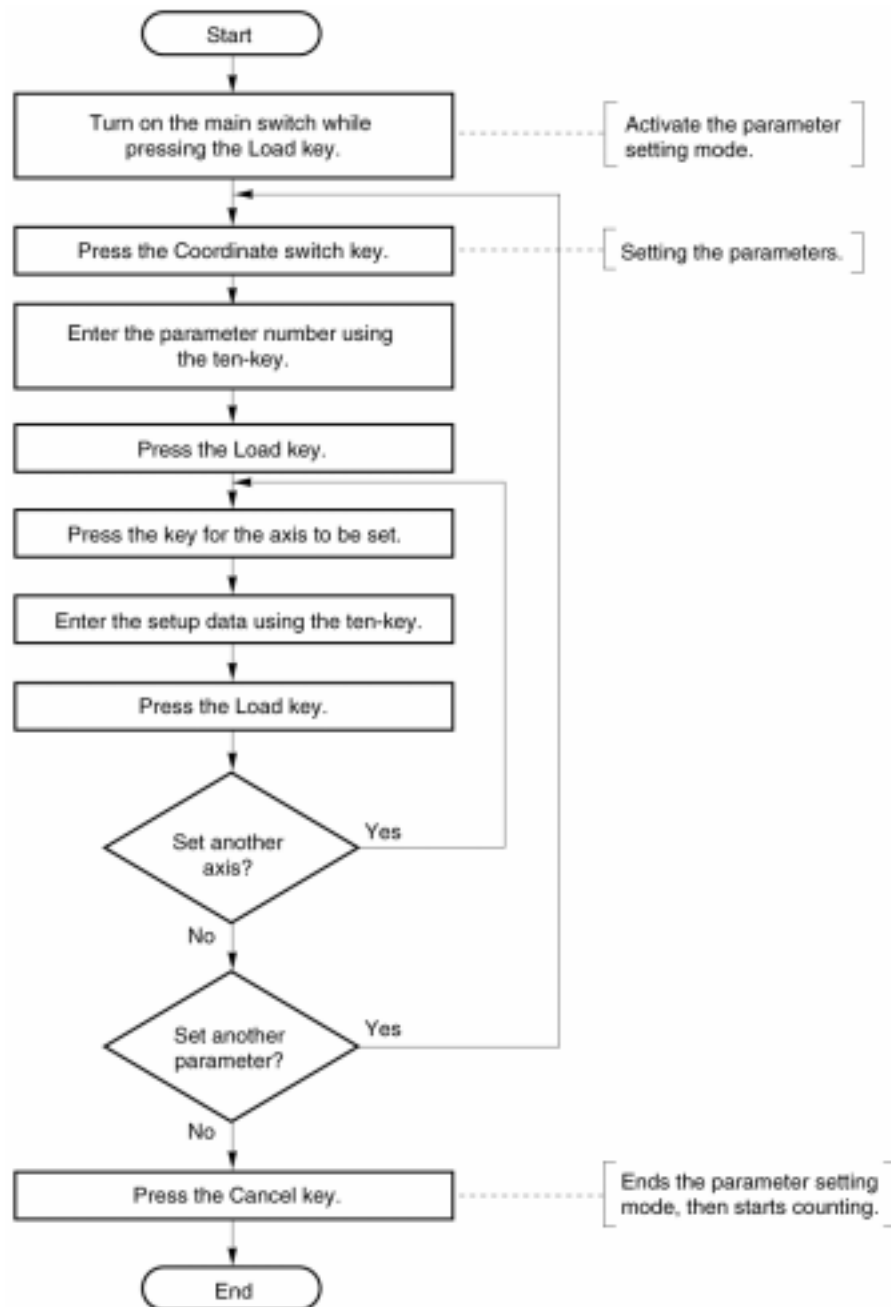 Start
Turn on the main switch while
pressing the Load key.
Activate the parameter
setting mode.
Press the Coordinate switch key.
Setting the parameters.
Enter the parameter number using
the ten-key.
Press the Load key.
Press the key for the axis to be set.
Enter the setup data using the ten-key.
Press the Load key.
Set another
axis?
Yes
No
Set another
parameter?
Yes
No
Press the Cancel key.
Ends the parameter setting
mode, then starts counting.
End